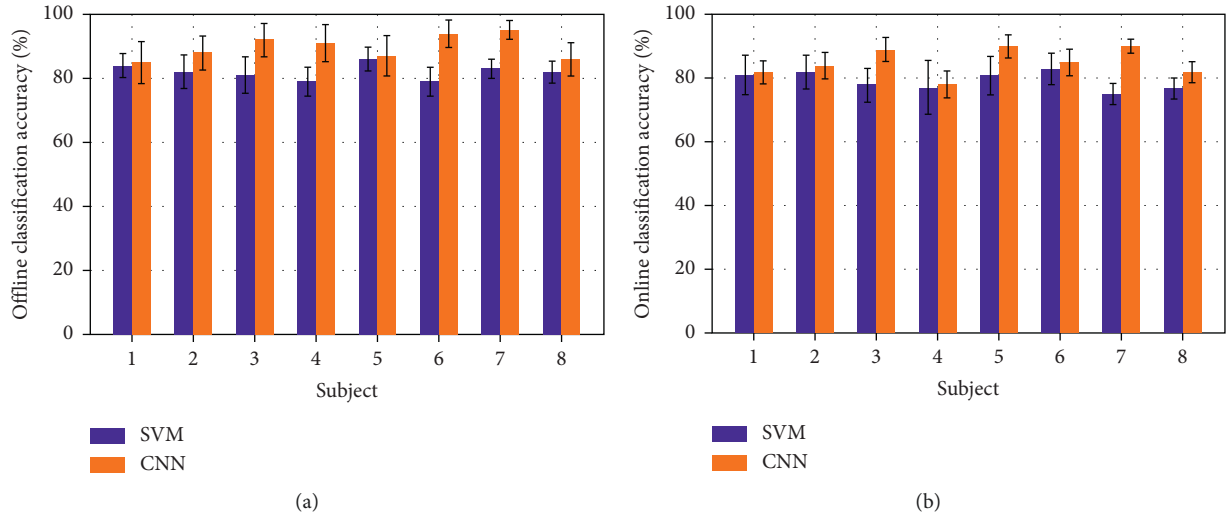 100
80
60
40
20
0
Offline classification accuracy (%)
1 2 3 4 5 6 7 8
Subject
SVM
CNN
(a)
100
80
60
40
20
0
Online classification accuracy (%)
1 2 3 4 5 6 7 8
Subject
SVM
CNN
(b)